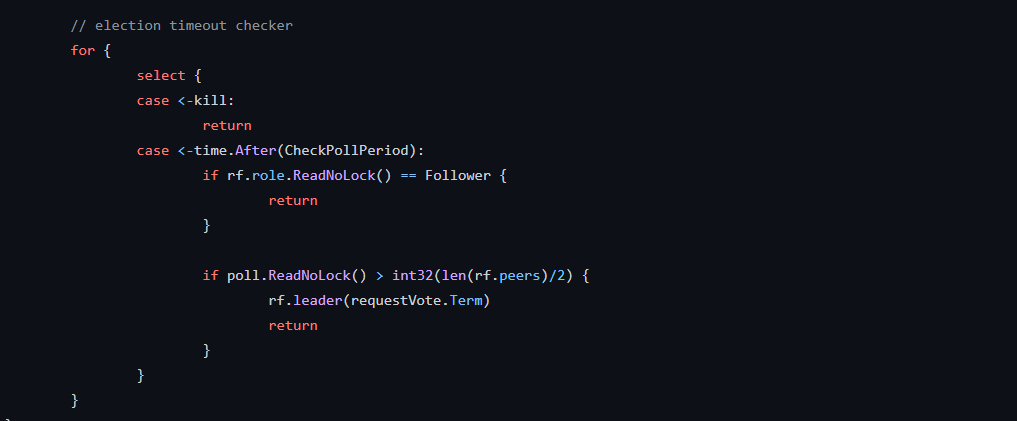 // election timeout checker
for {
select {
case <-kill:
return
case <-time.After(CheckPollPeriod):
if rf.role.ReadNoLock() == Follower {
return
}
if poll.ReadNoLock() > int32(len(rf.peers)/2) {
rf.leader(requestVote.Term)
return
}
}
}